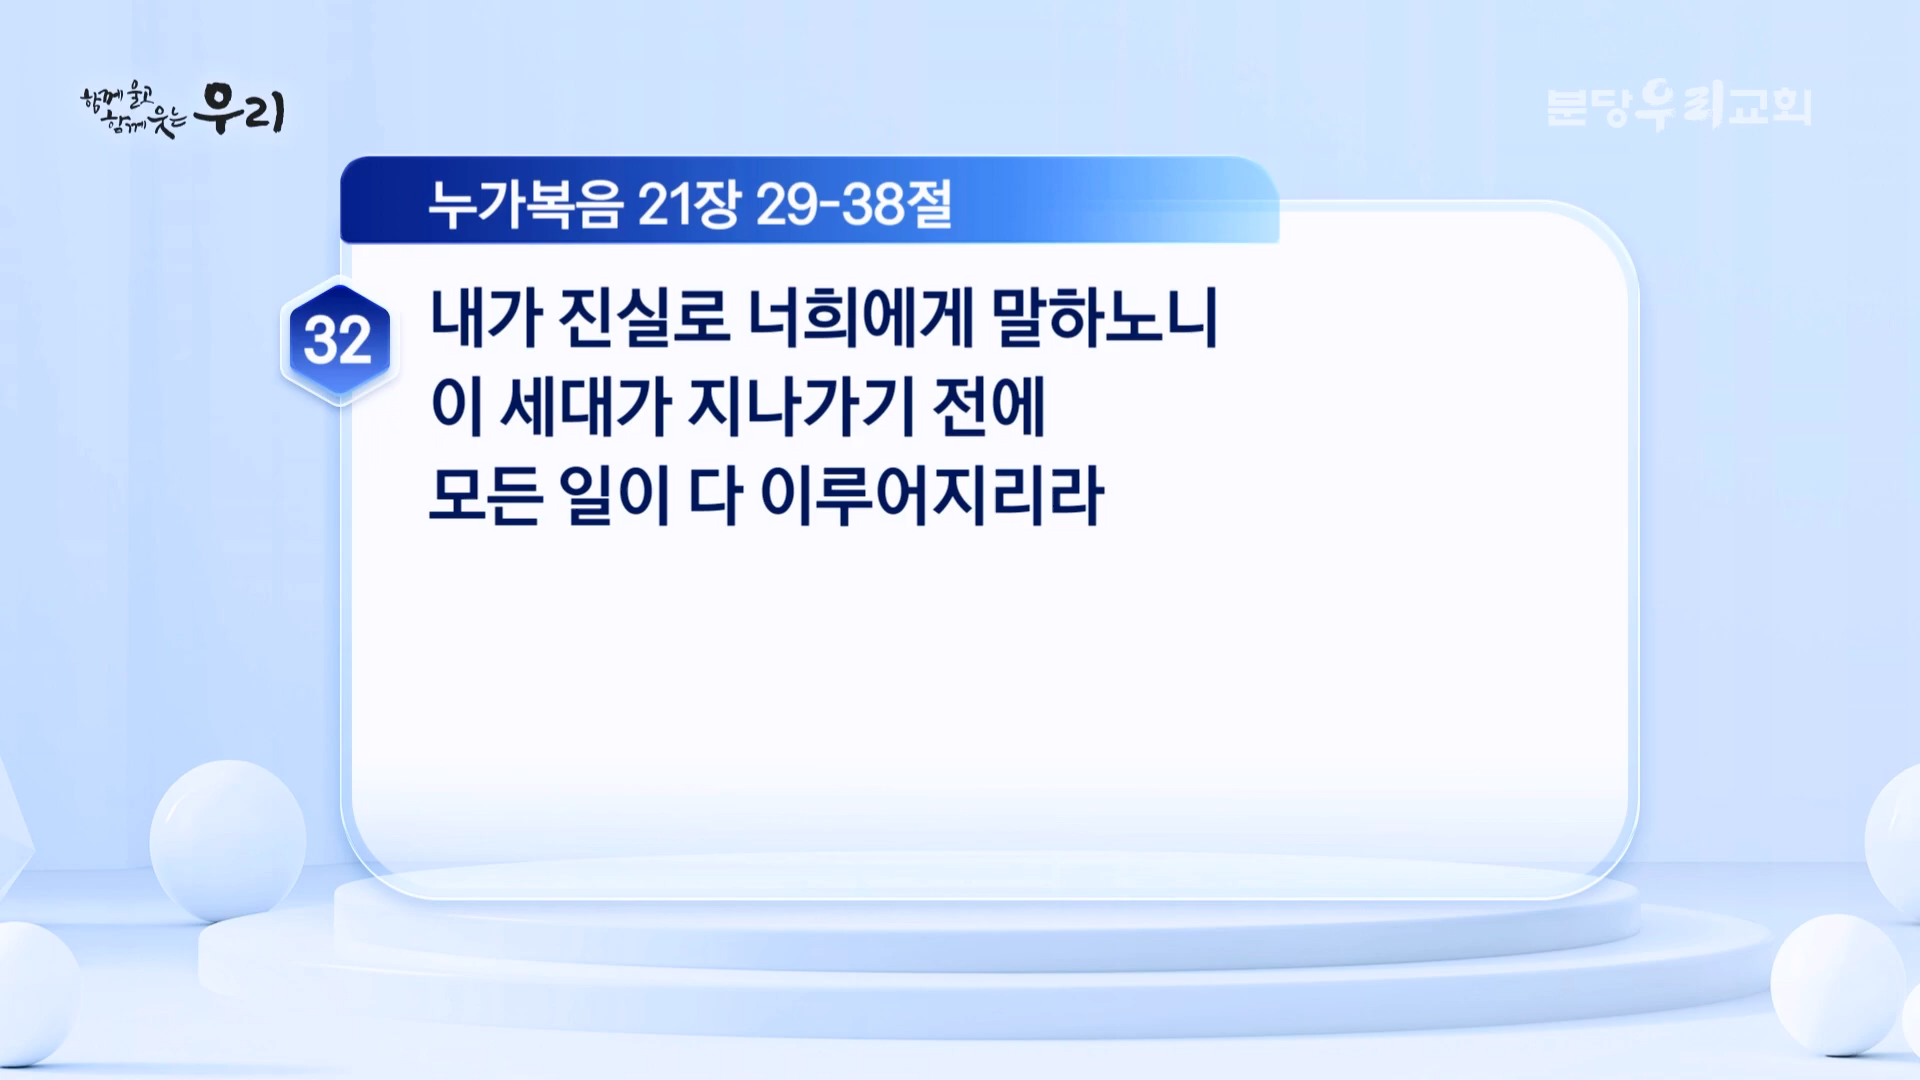 함께 울고
함께 웃는 우리
분당우리교회
누가복음 21장 29-38절
32
내가 진실로 너희에게 말하노니
이 세대가 지나가기 전에
모든 일이 다 이루어지리라